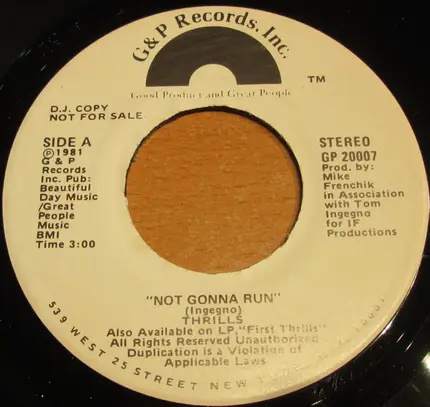 G&P Records, Inc.
TM
Good Product and Great People
D.J. COPY
NOT FOR SALE
SIDE A
Ⓟ1981
G & P
Records
Inc. Pub:
Beautiful
Day Music
/Great
People
Music
BMI
Time 3:00
STEREO
GP 20007
Prod. by:
Mike
Frenchik
in Association
with Tom
Ingegno
for IF
Productions
"NOT GONNA RUN"
(Ingegno)
THRILLS
Also Available on LP, "First Thrills"
All Rights Reserved Unauthorized
Duplication is a Violation of
Applicable Laws
539 WEST 25 STREET NEW